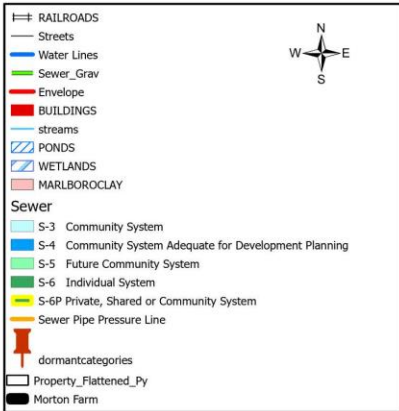 RAILROADS
Streets
Water Lines
Sewer_Grav
Envelope
BUILDINGS
streams
PONDS
WETLANDS
MARLBOROCLAY
Sewer
S-3 Community System
S-4 Community System Adequate for Development Planning
S-5 Future Community System
S-6 Individual System
S-6P Private, Shared or Community System
Sewer Pipe Pressure Line
dormantcategories
Property_Flattened_Py
Morton Farm
N
W E
S